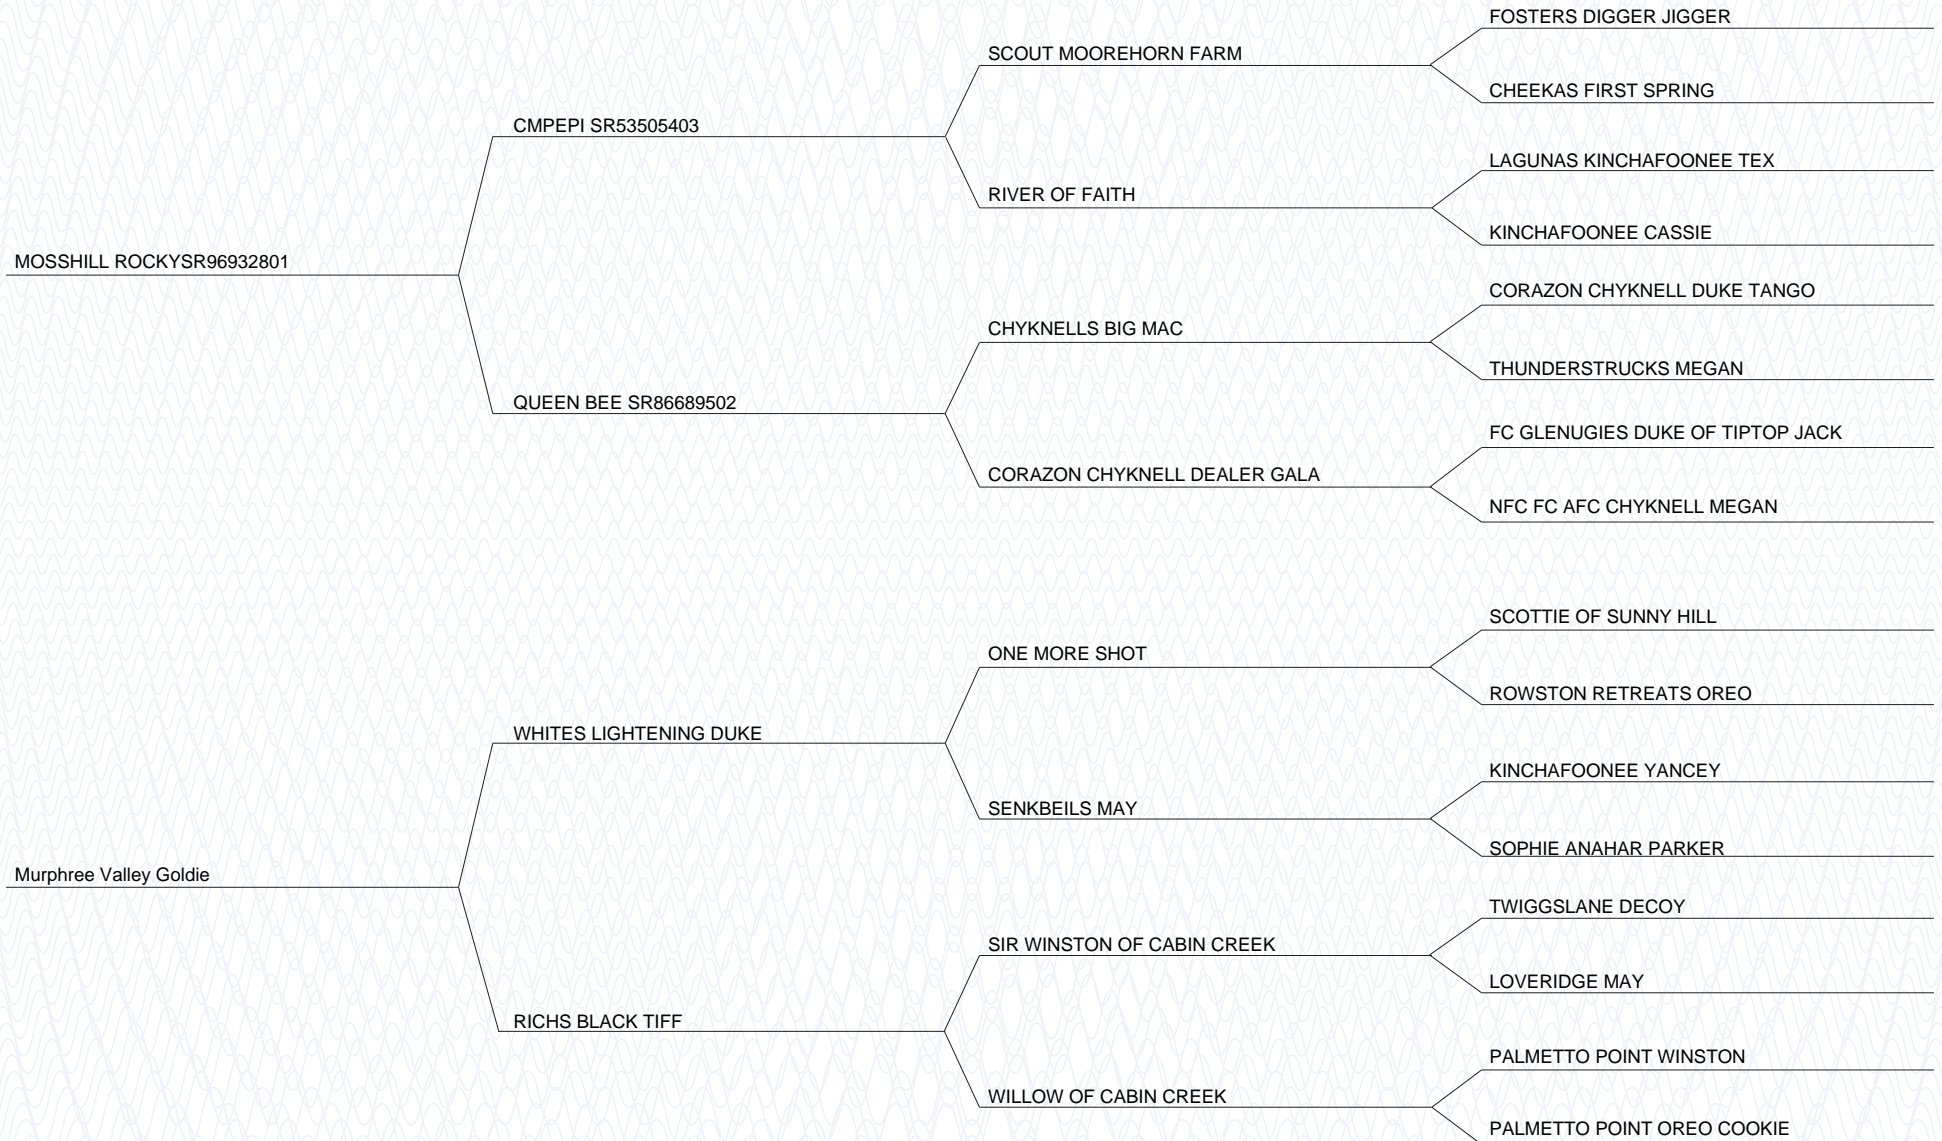 FOSTERS DIGGER JIGGER
SCOUT MOOREHORN FARM
CHEEKAS FIRST SPRING
CMPEPI SR53505403
LAGUNAS KINCHAFOONEE TEX
RIVER OF FAITH
KINCHAFOONEE CASSIE
MOSSHILL ROCKYSR96932801
CORAZON CHYKNELL DUKE TANGO
CHYKNELLS BIG MAC
THUNDERSTRUCKS MEGAN
QUEEN BEE SR86689502
FC GLENUGIES DUKE OF TIPTOP JACK
CORAZON CHYKNELL DEALER GALA
NFC FC AFC CHYKNELL MEGAN
SCOTTIE OF SUNNY HILL
ONE MORE SHOT
ROWSTON RETREATS OREO
WHITES LIGHTENING DUKE
KINCHAFOONEE YANCEY
SENKBEILS MAY
SOPHIE ANAHAR PARKER
Murphree Valley Goldie
TWIGGSLANE DECOY
SIR WINSTON OF CABIN CREEK
LOVERIDGE MAY
RICHS BLACK TIFF
PALMETTO POINT WINSTON
WILLOW OF CABIN CREEK
PALMETTO POINT OREO COOKIE